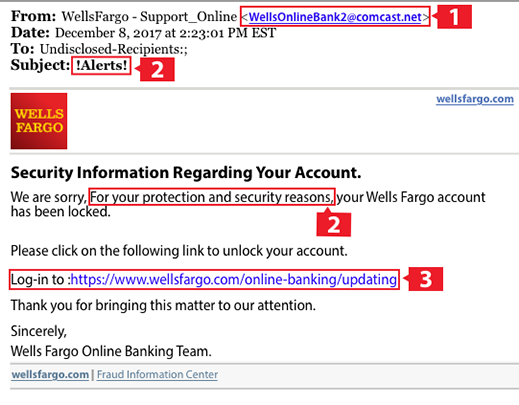 From: WellsFargo - Support_Online <WellsOnlineBank2@comcast.net> 1
Date: December 8, 2017 at 2:23:01 PM EST
To: Undisclosed-Recipients:;
Subject: !Alerts! 2
WELLS
FARGO
wellsfargo.com
Security Information Regarding Your Account.
We are sorry, For your protection and security reasons, your Wells Fargo account
has been locked.
2
Please click on the following link to unlock your account.
Log-in to :https://www.wellsfargo.com/online-banking/updating 3
Thank you for bringing this matter to our attention.
Sincerely,
Wells Fargo Online Banking Team.
wellsfargo.com | Fraud Information Center